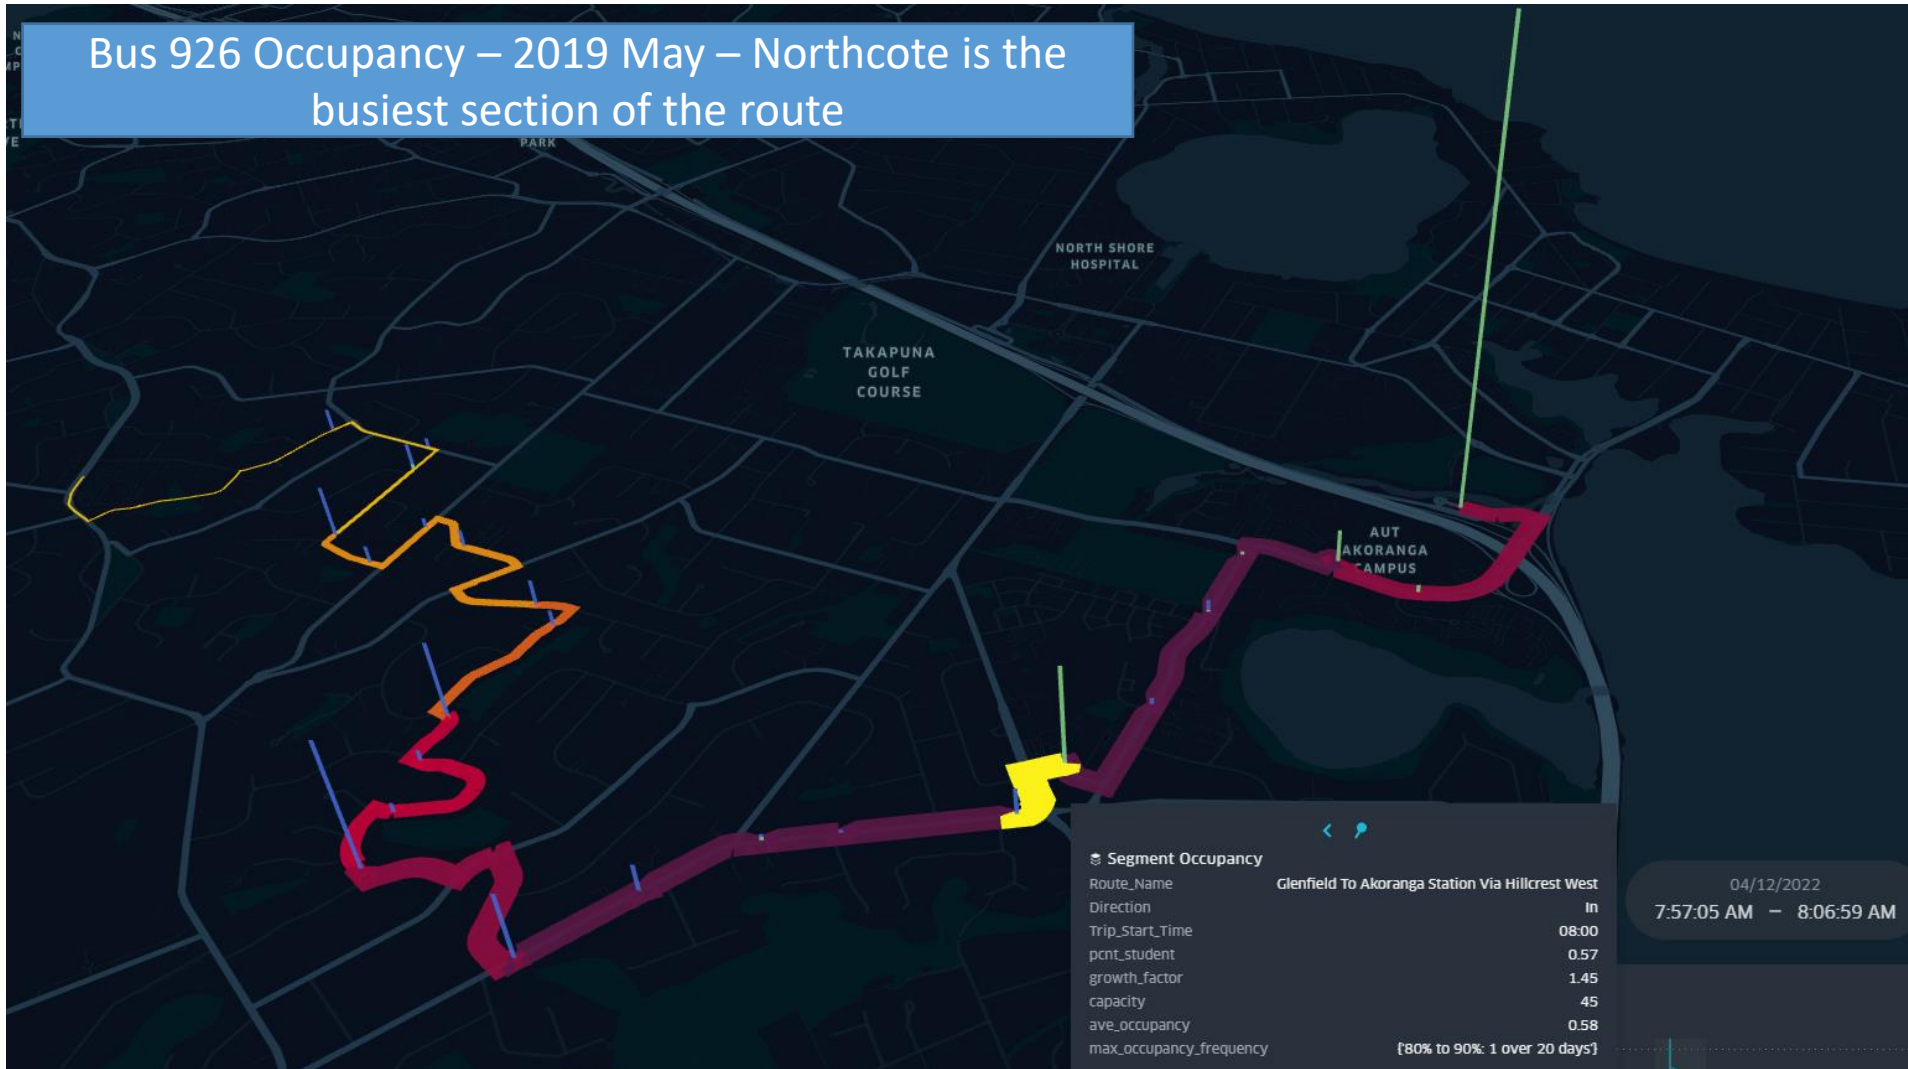 Bus 926 Occupancy – 2019 May – Northcote is the
busiest section of the route
PARK
NORTH SHORE
HOSPITAL
TAKAPUNA
GOLF
COURSE
AUT
AKORANGA
CAMPUS
Segment Occupancy
Route_Name Glenfield To Akoranga Station Via Hillcrest West
Direction In
Trip_Start_Time 08:00
pcnt_student 0.57
growth_factor 1.45
capacity 45
ave_occupancy 0.58
max_occupancy_frequency {'80% to 90%: 1 over 20 days'}
04/12/2022
7:57:05 AM – 8:06:59 AM